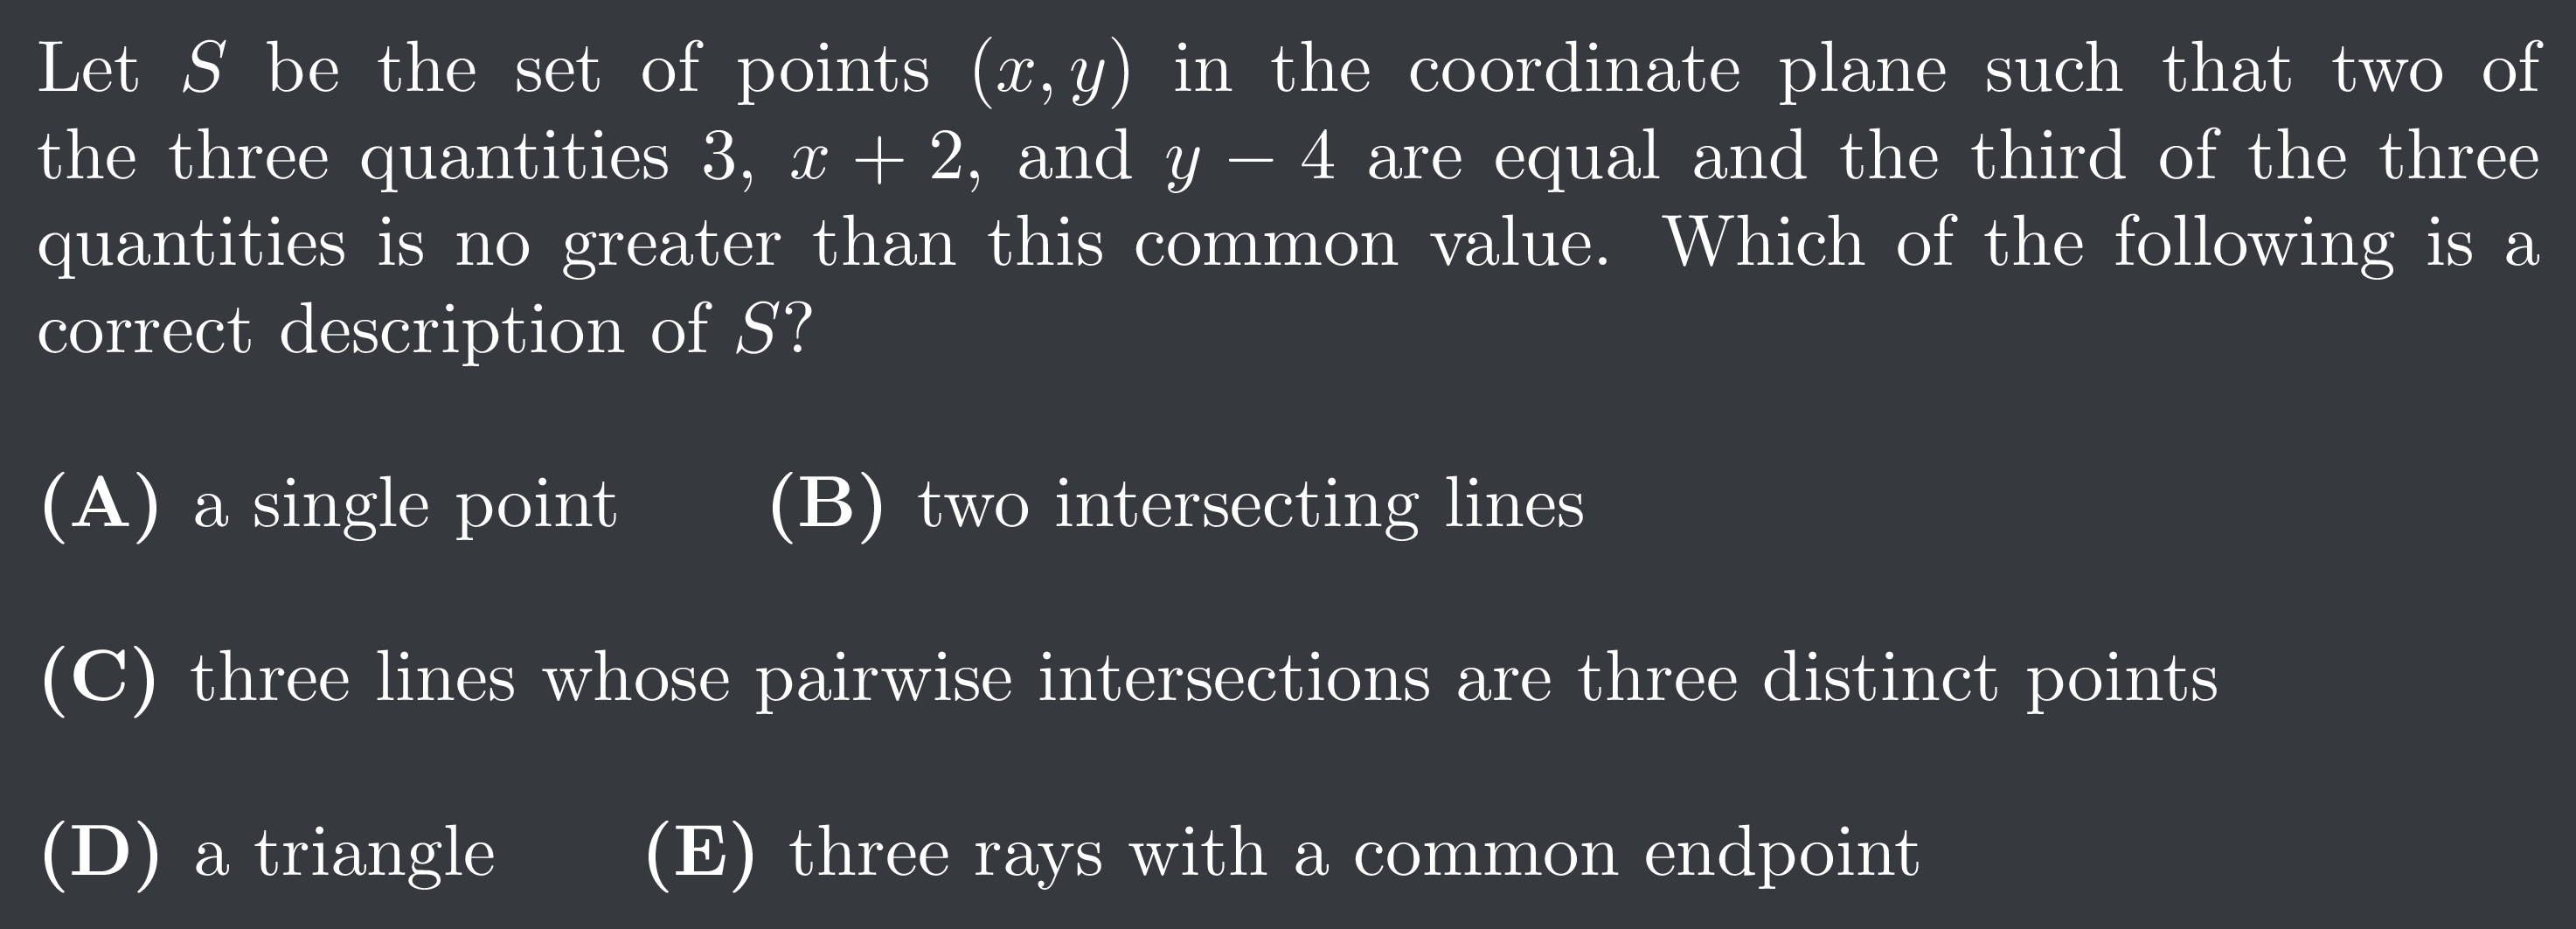 Let S be the set of points (x, y) in the coordinate plane such that two of
the three quantities 3, x + 2, and y − 4 are equal and the third of the three
quantities is no greater than this common value. Which of the following is a
correct description of S?
(A) a single point (B) two intersecting lines
(C) three lines whose pairwise intersections are three distinct points
(D) a triangle (E) three rays with a common endpoint